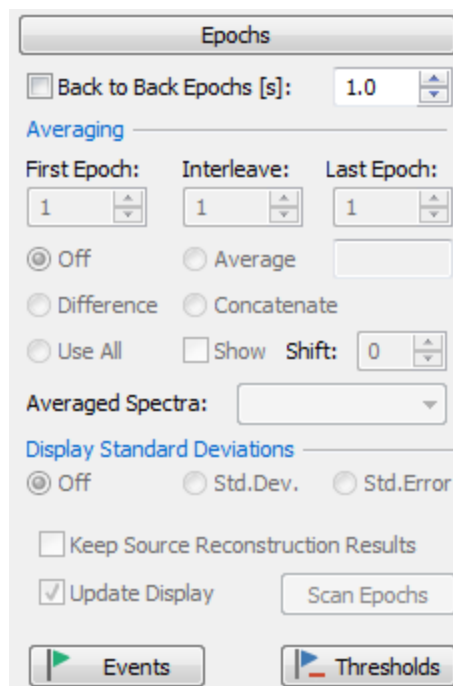 Epochs
Back to Back Epochs [s]: 1.0
Averaging
First Epoch: Interleave: Last Epoch:
1 1 1
Off Average
Difference Concatenate
Use All Show Shift: 0
Averaged Spectra:
Display Standard Deviations
Off Std.Dev. Std.Error
Keep Source Reconstruction Results
Update Display Scan Epochs
Events Thresholds